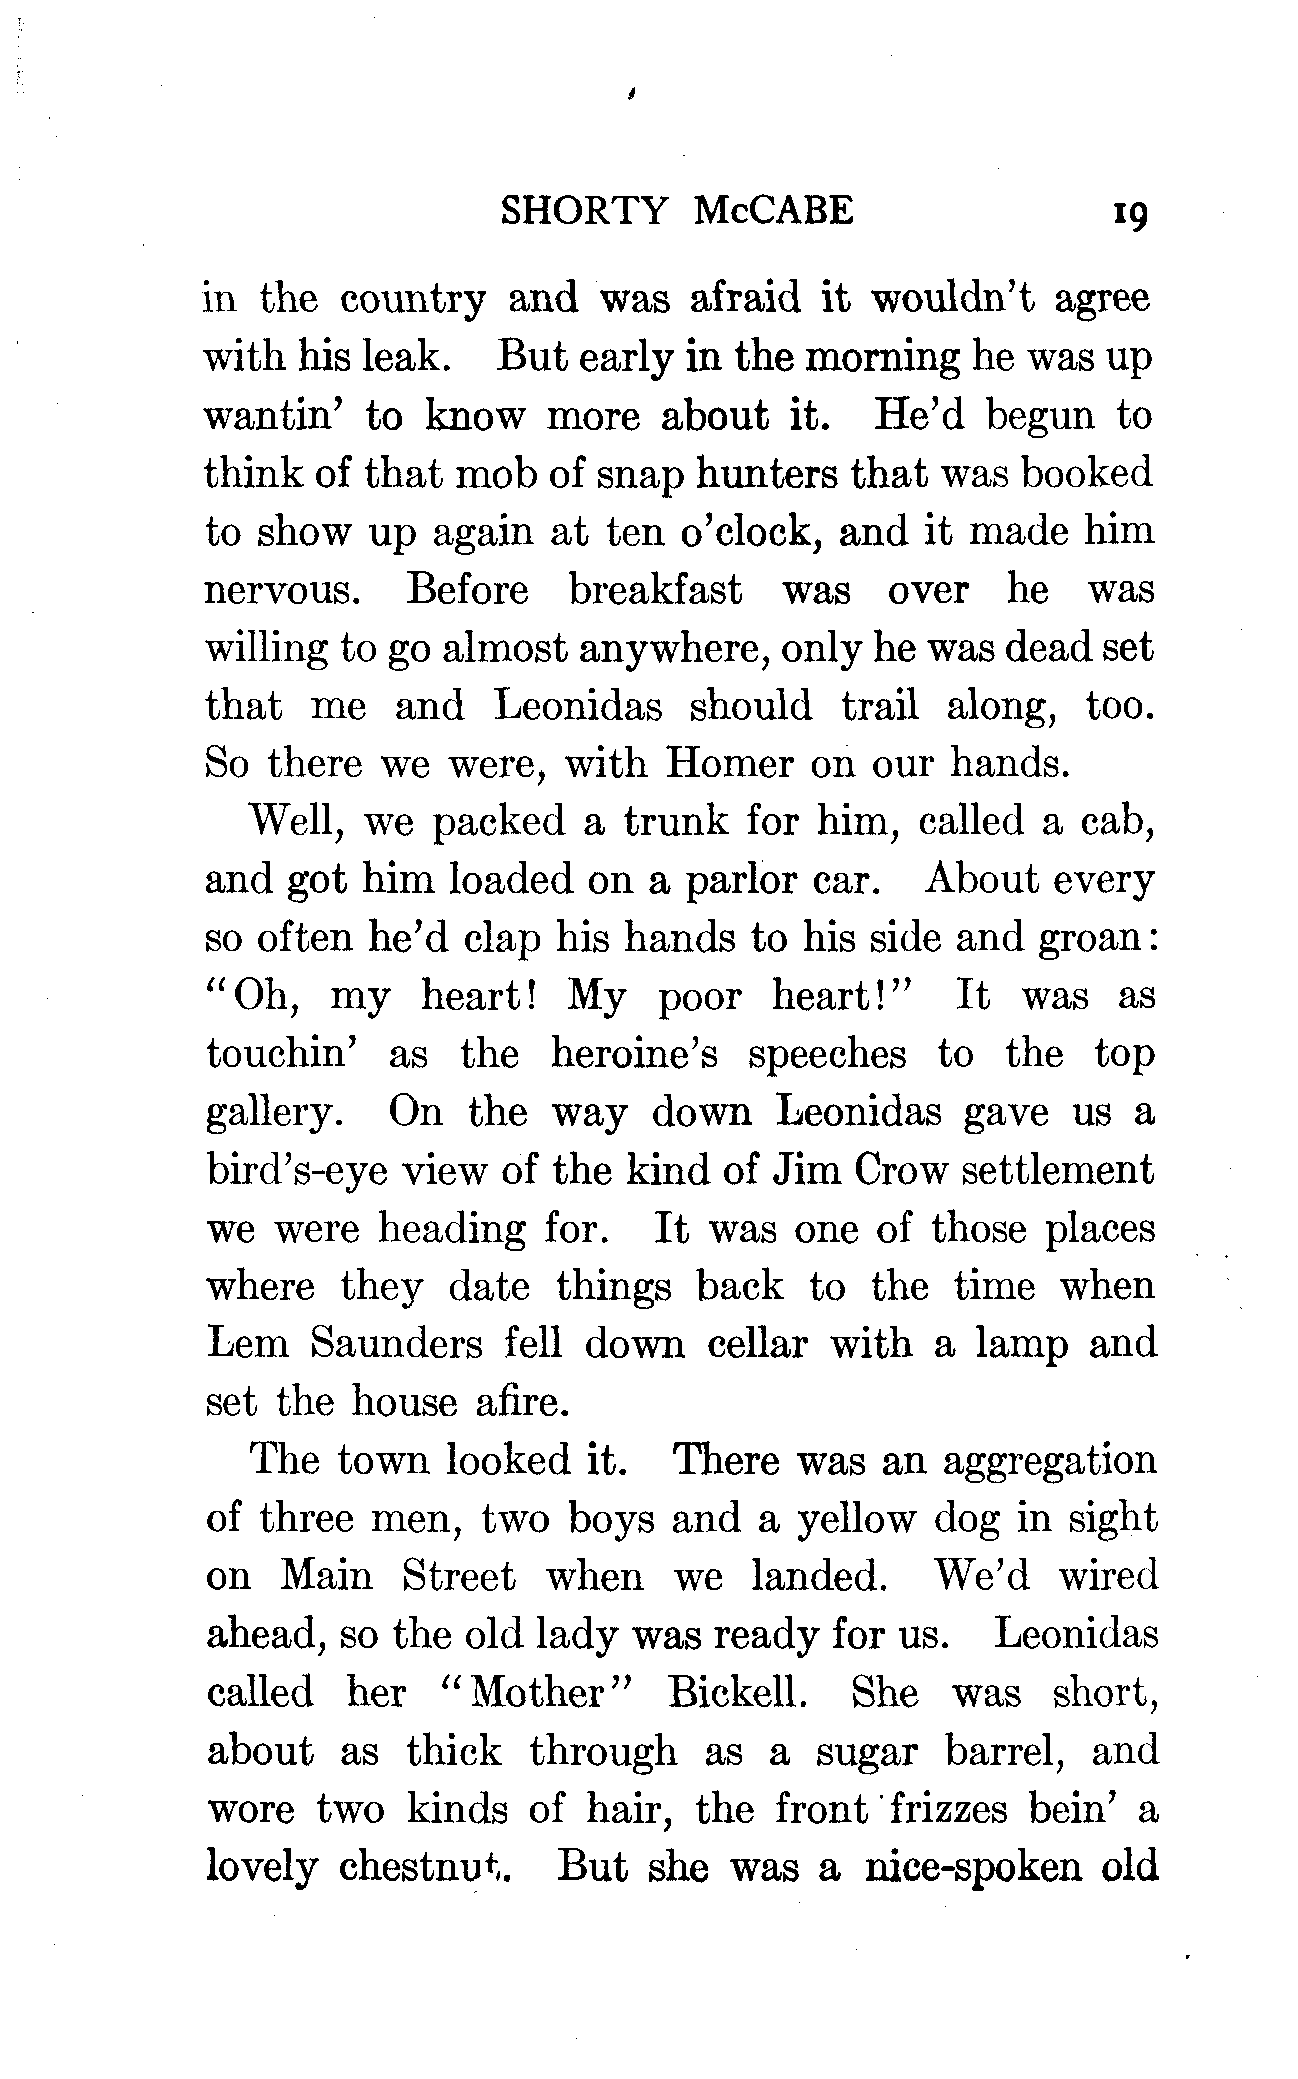 SHORTY McCABE 19
in the country and was afraid it wouldn't agree
with his leak. But early in the morning he was up
wantin' to know more about it. He'd begun to
think of that mob of snap hunters that was booked
to show up again at ten o'clock, and it made him
nervous. Before breakfast was over he was
willing to go almost anywhere, only he was dead set
that me and Leonidas should trail along, too.
So there we were, with Homer on our hands.
Well, we packed a trunk for him, called a cab,
and got him loaded on a parlor car. About every
so often he'd clap his hands to his side and groan:
"Oh, my heart! My poor heart!" It was as
touchin' as the heroine's speeches to the top
gallery. On the way down Leonidas gave us a
bird's-eye view of the kind of Jim Crow settlement
we were heading for. It was one of those places
where they date things back to the time when
Lem Saunders fell down cellar with a lamp and
set the house afire.
The town looked it. There was an aggregation
of three men, two boys and a yellow dog in sight
on Main Street when we landed. We'd wired
ahead, so the old lady was ready for us. Leonidas
called her "Mother" Bickell. She was short,
about as thick through as a sugar barrel, and
wore two kinds of hair, the front frizzes bein' a
lovely chestnut. But she was a nice-spoken old